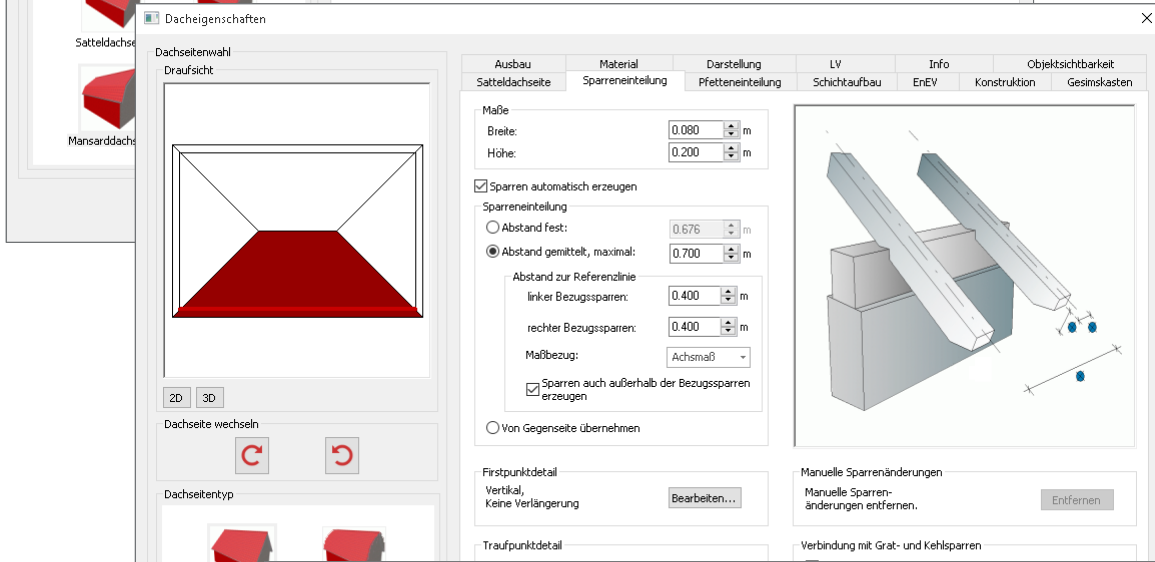 Dacheigenschaften
Satteldachse
Mansarddachs
Dachseitenwahl
Draufsicht
2D 3D
Dachseite wechseln
Dachseitentyp
Ausbau Material Darstellung LV Info Objektsichtbarkeit
Satteldachseite Sparreneinteilung Pfetteneinteilung Schichtaufbau EnEV Konstruktion Gesimskasten
Maße
Breite: 0.080 m
Höhe: 0.200 m
Sparren automatisch erzeugen
Sparreneinteilung
Abstand fest: 0.676 m
Abstand gemittelt, maximal: 0.700 m
Abstand zur Referenzlinie
linker Bezugssparren: 0.400 m
rechter Bezugssparren: 0.400 m
Maßbezug: Achsmaß
Sparren auch außerhalb der Bezugssparren
erzeugen
Von Gegenseite übernehmen
Firstpunktdetail
Vertikal,
Keine Verlängerung
Bearbeiten...
Manuelle Sparrenänderungen
Manuelle Sparren-
änderungen entfernen.
Entfernen
Traufpunktdetail
Verbindung mit Grat- und Kehlsparren